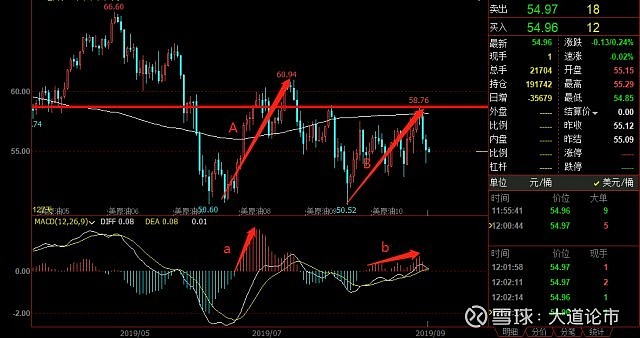 卖出 54.97 18
买入 54.96 12
最新 54.96 涨跌 -0.13/0.24%
现手 1 速涨 -0.02%
总手 21704 开盘 55.15
持仓 191742 最高 55.29
日增 -35679 最低 54.85
外盘 结算价 0.00
比例 昨收 55.12
内盘 昨结 55.09
比例 涨停
杠杆 跌停
单位 元/桶 美元/桶
时间 价位 大单
11:55:41 54.96 9
12:00:44 54.97 5
时间 价位 现手
12:01:58 54.97 1
12:02:11 54.97 2
12:02:14 54.96 1
54.97 1
明细 分价 分笔 统计
66.60
60.94
58.76
60.00
.74
55.00
A
B
50.60
50.52
美原油05 美原油08 美原油09 美原油10
MACD(12,26,9) DIFF 0.08 DEA 0.08 0.01
a
b
0.00
-2.00
2019/05 2019/07 2019/09
雪球:大道论市